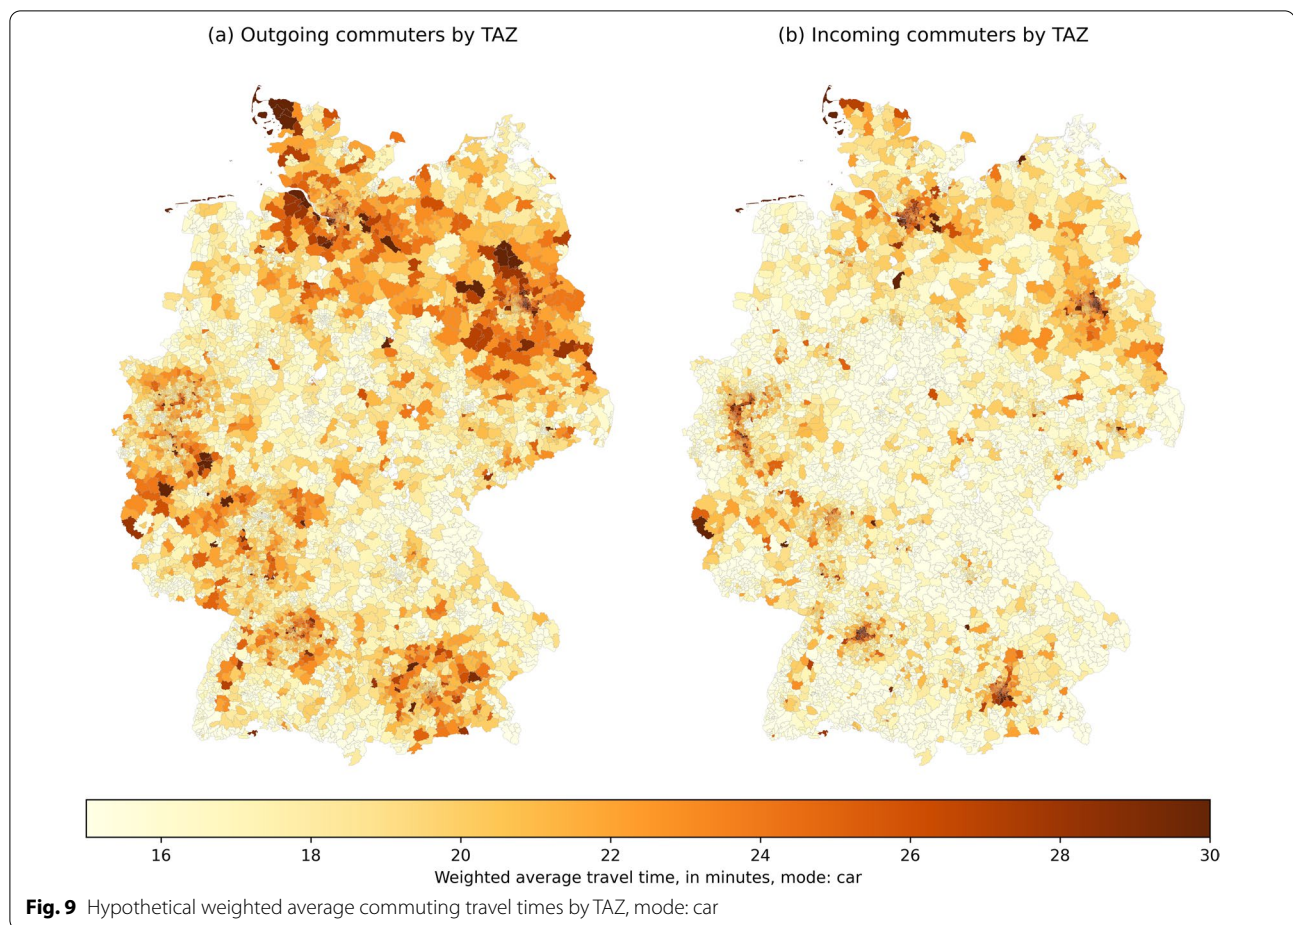 (a) Outgoing commuters by TAZ
(b) Incoming commuters by TAZ
16 18 20 22 24 26 28 30
Weighted average travel time, in minutes, mode: car
Fig. 9 Hypothetical weighted average commuting travel times by TAZ, mode: car